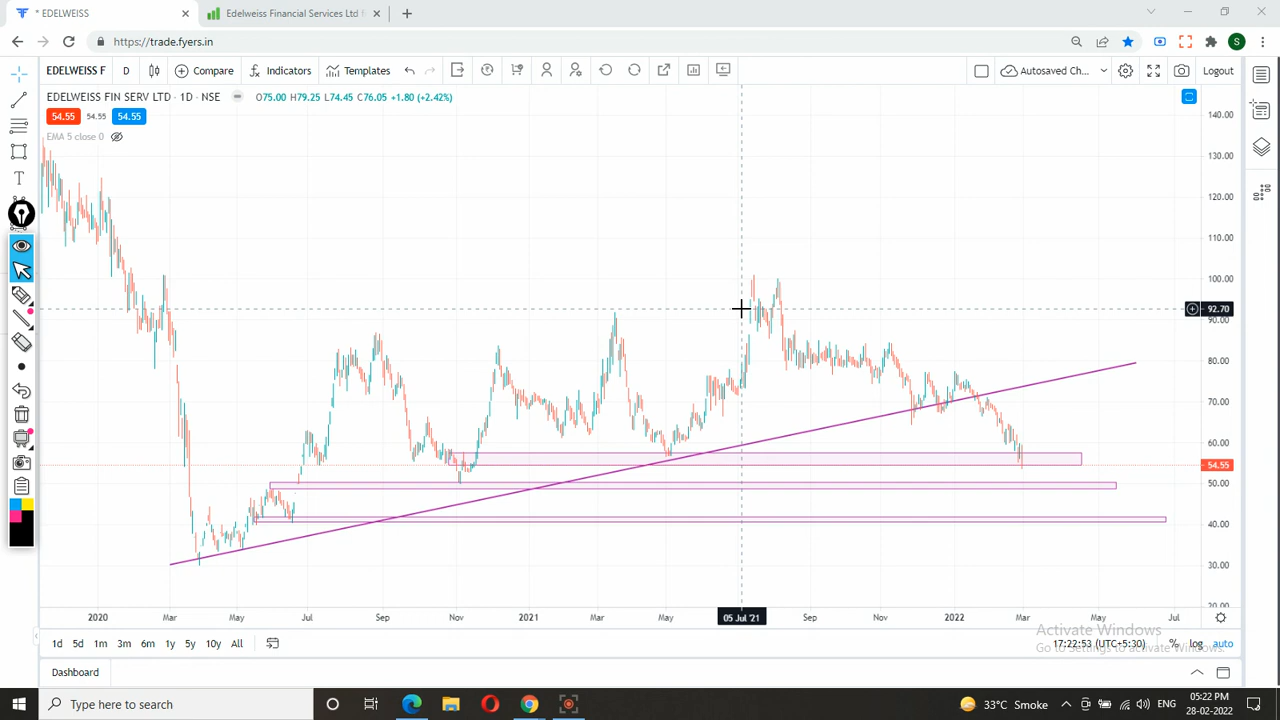 * EDELWEISS
Edelweiss Financial Services Ltd
https://trade.fyers.in
S
EDELWEISS F
D
Compare
Indicators
Templates
Autosaved Ch...
Logout
EDELWEISS FIN SERV LTD · 1D · NSE
O75.00 H79.25 L74.45 C76.05 +1.80 (+2.42%)
54.55 54.55 54.55
EMA 5 close 0
140.00
130.00
120.00
110.00
100.00
92.70
90.00
80.00
70.00
60.00
54.55
50.00
40.00
30.00
20.00
2020 Mar May Jul Sep Nov 2021 Mar May 05 Jul '21 Sep Nov 2022 Mar May Jul
1d 5d 1m 3m 6m 1y 5y 10y All
17:22:53 (UTC+5:30) % log auto
Activate Windows
Go to Settings to activate Windows.
Dashboard
Type here to search
33°C Smoke
ENG
05:22 PM
28-02-2022